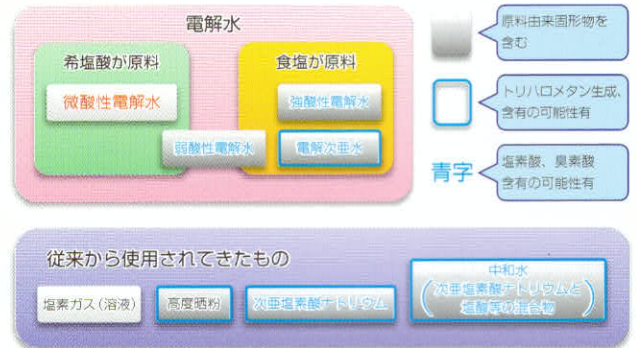 電解水
希塩酸が原料
食塩が原料
微酸性電解水
強酸性電解水
弱酸性電解水
電解次亜水
原料由来固形物を
含む
トリハロメタン生成、
含有の可能性有
青字
塩素酸、臭素酸
含有の可能性有
従来から使用されてきたもの
塩素ガス(溶液)
高度晒粉
次亜塩素酸ナトリウム
中和水
(次亜塩素酸ナトリウムと
塩酸等の混合物)